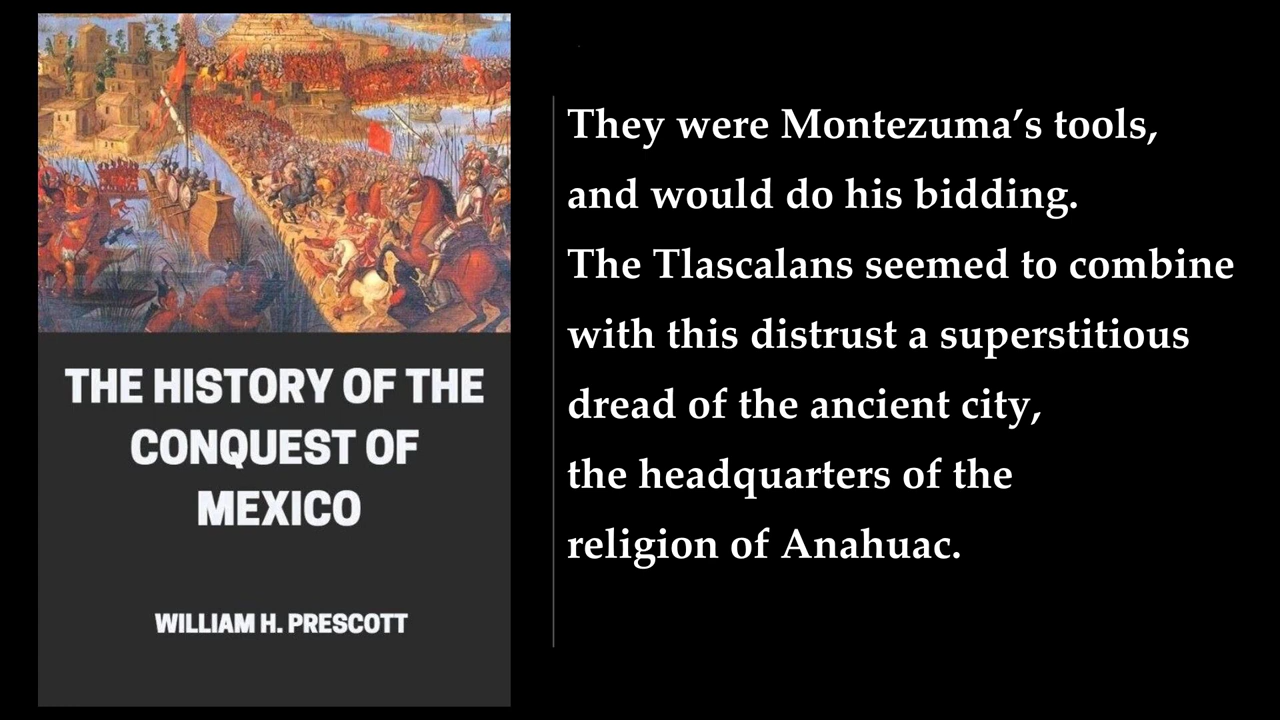 THE HISTORY OF THE
CONQUEST OF
MEXICO
WILLIAM H. PRESCOTT
They were Montezuma’s tools,
and would do his bidding.
The Tlascalans seemed to combine
with this distrust a superstitious
dread of the ancient city,
the headquarters of the
religion of Anahuac.